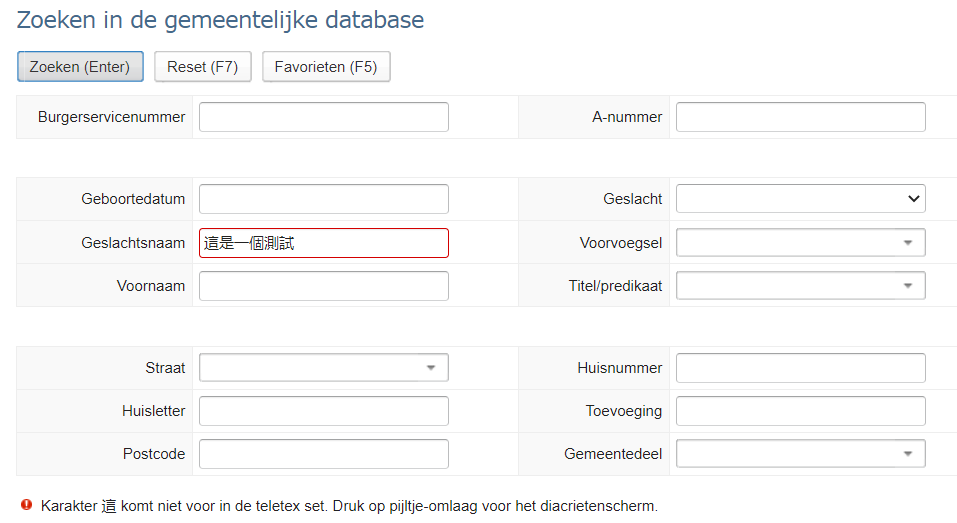 Zoeken in de gemeentelijke database
Zoeken (Enter) Reset (F7) Favorieten (F5)
Burgerservicenummer A-nummer
Geboortedatum Geslacht
Geslachtsnaam 這是一個測試 Voorvoegsel
Voornaam Titel/predikaat
Straat Huisnummer
Huisletter Toevoeging
Postcode Gemeentedeel
Karakter 這 komt niet voor in de teletex set. Druk op pijltje-omlaag voor het diacrietenscherm.